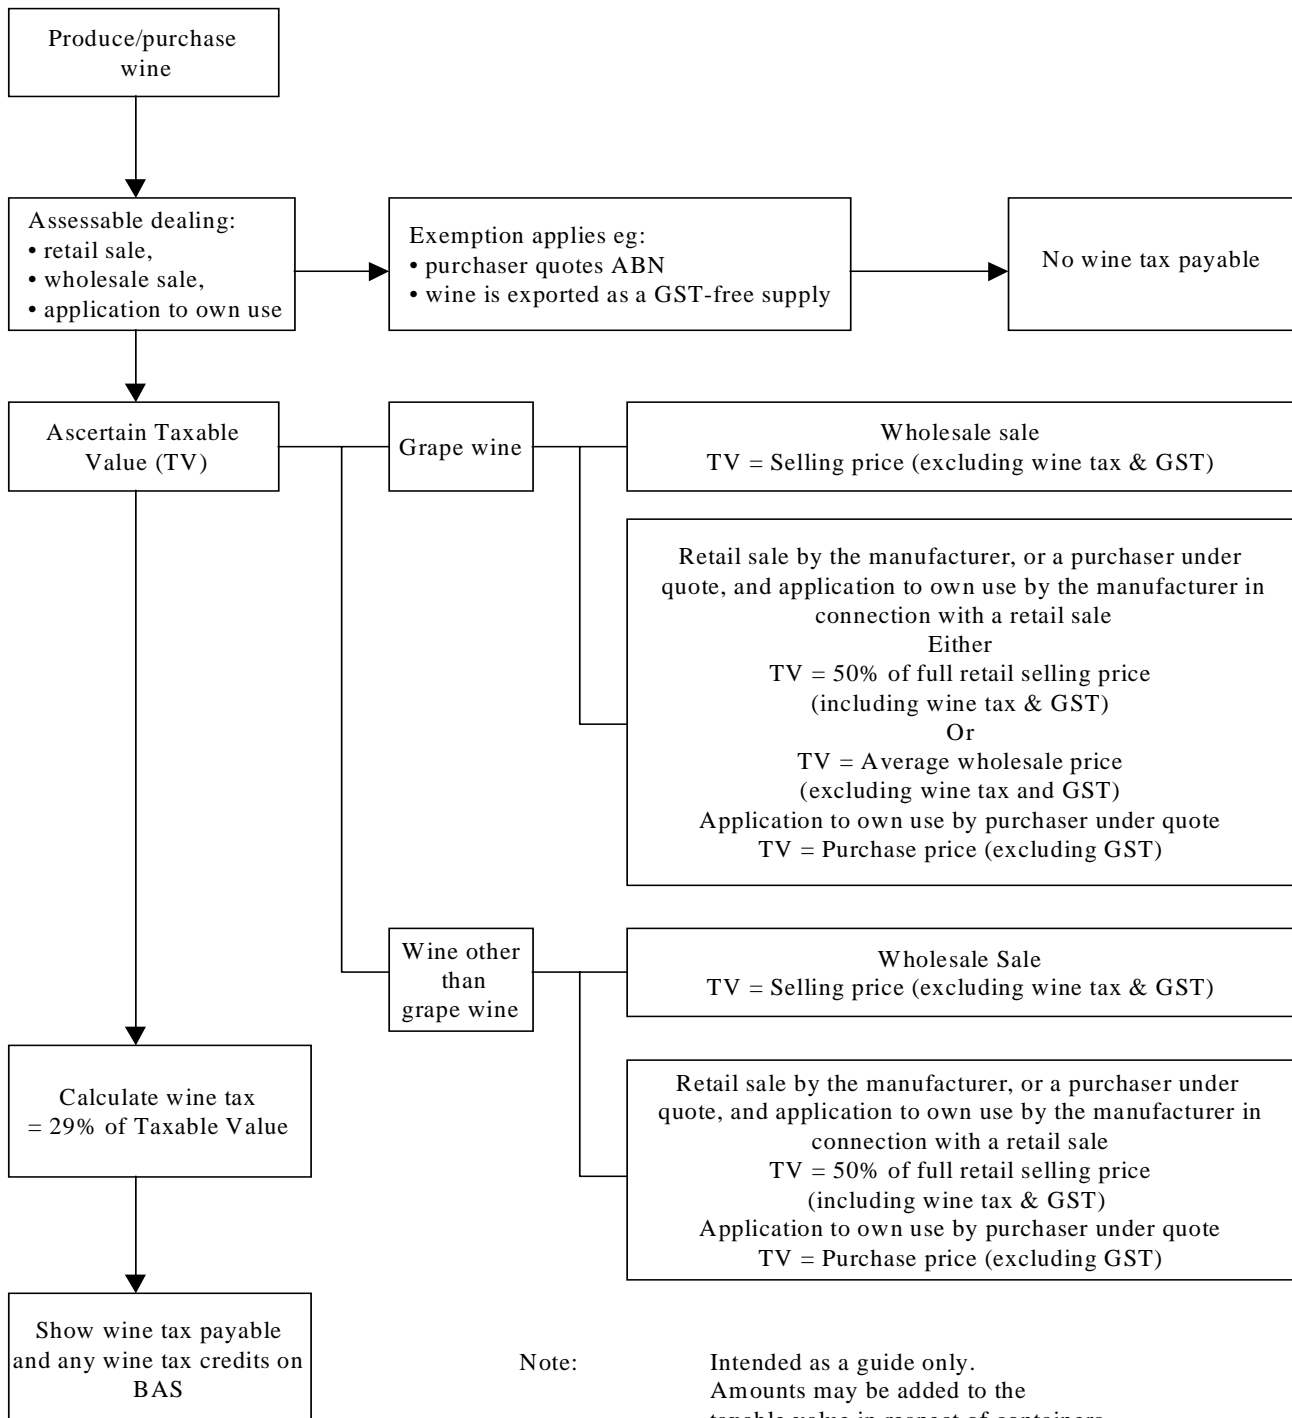 Produce/purchase
wine
Assessable dealing:
• retail sale,
• wholesale sale,
• application to own use
Exemption applies eg:
• purchaser quotes ABN
• wine is exported as a GST-free supply
No wine tax payable
Ascertain Taxable
Value (TV)
Grape wine
Wholesale sale
TV = Selling price (excluding wine tax & GST)
Retail sale by the manufacturer, or a purchaser under
quote, and application to own use by the manufacturer in
connection with a retail sale
Either
TV = 50% of full retail selling price
(including wine tax & GST)
Or
TV = Average wholesale price
(excluding wine tax and GST)
Application to own use by purchaser under quote
TV = Purchase price (excluding GST)
Wine other
than
grape wine
Wholesale Sale
TV = Selling price (excluding wine tax & GST)
Retail sale by the manufacturer, or a purchaser under
quote, and application to own use by the manufacturer in
connection with a retail sale
TV = 50% of full retail selling price
(including wine tax & GST)
Application to own use by purchaser under quote
TV = Purchase price (excluding GST)
Calculate wine tax
= 29% of Taxable Value
Show wine tax payable
and any wine tax credits on
BAS
Note: Intended as a guide only.
Amounts may be added to the
taxable value in respect of containers